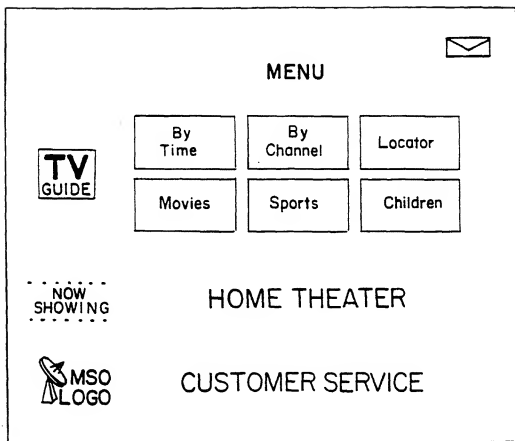 MENU
By Time
By Channel
Locator
TV GUIDE
Movies
Sports
Children
NOW SHOWING
HOME THEATER
MSO LOGO
CUSTOMER SERVICE